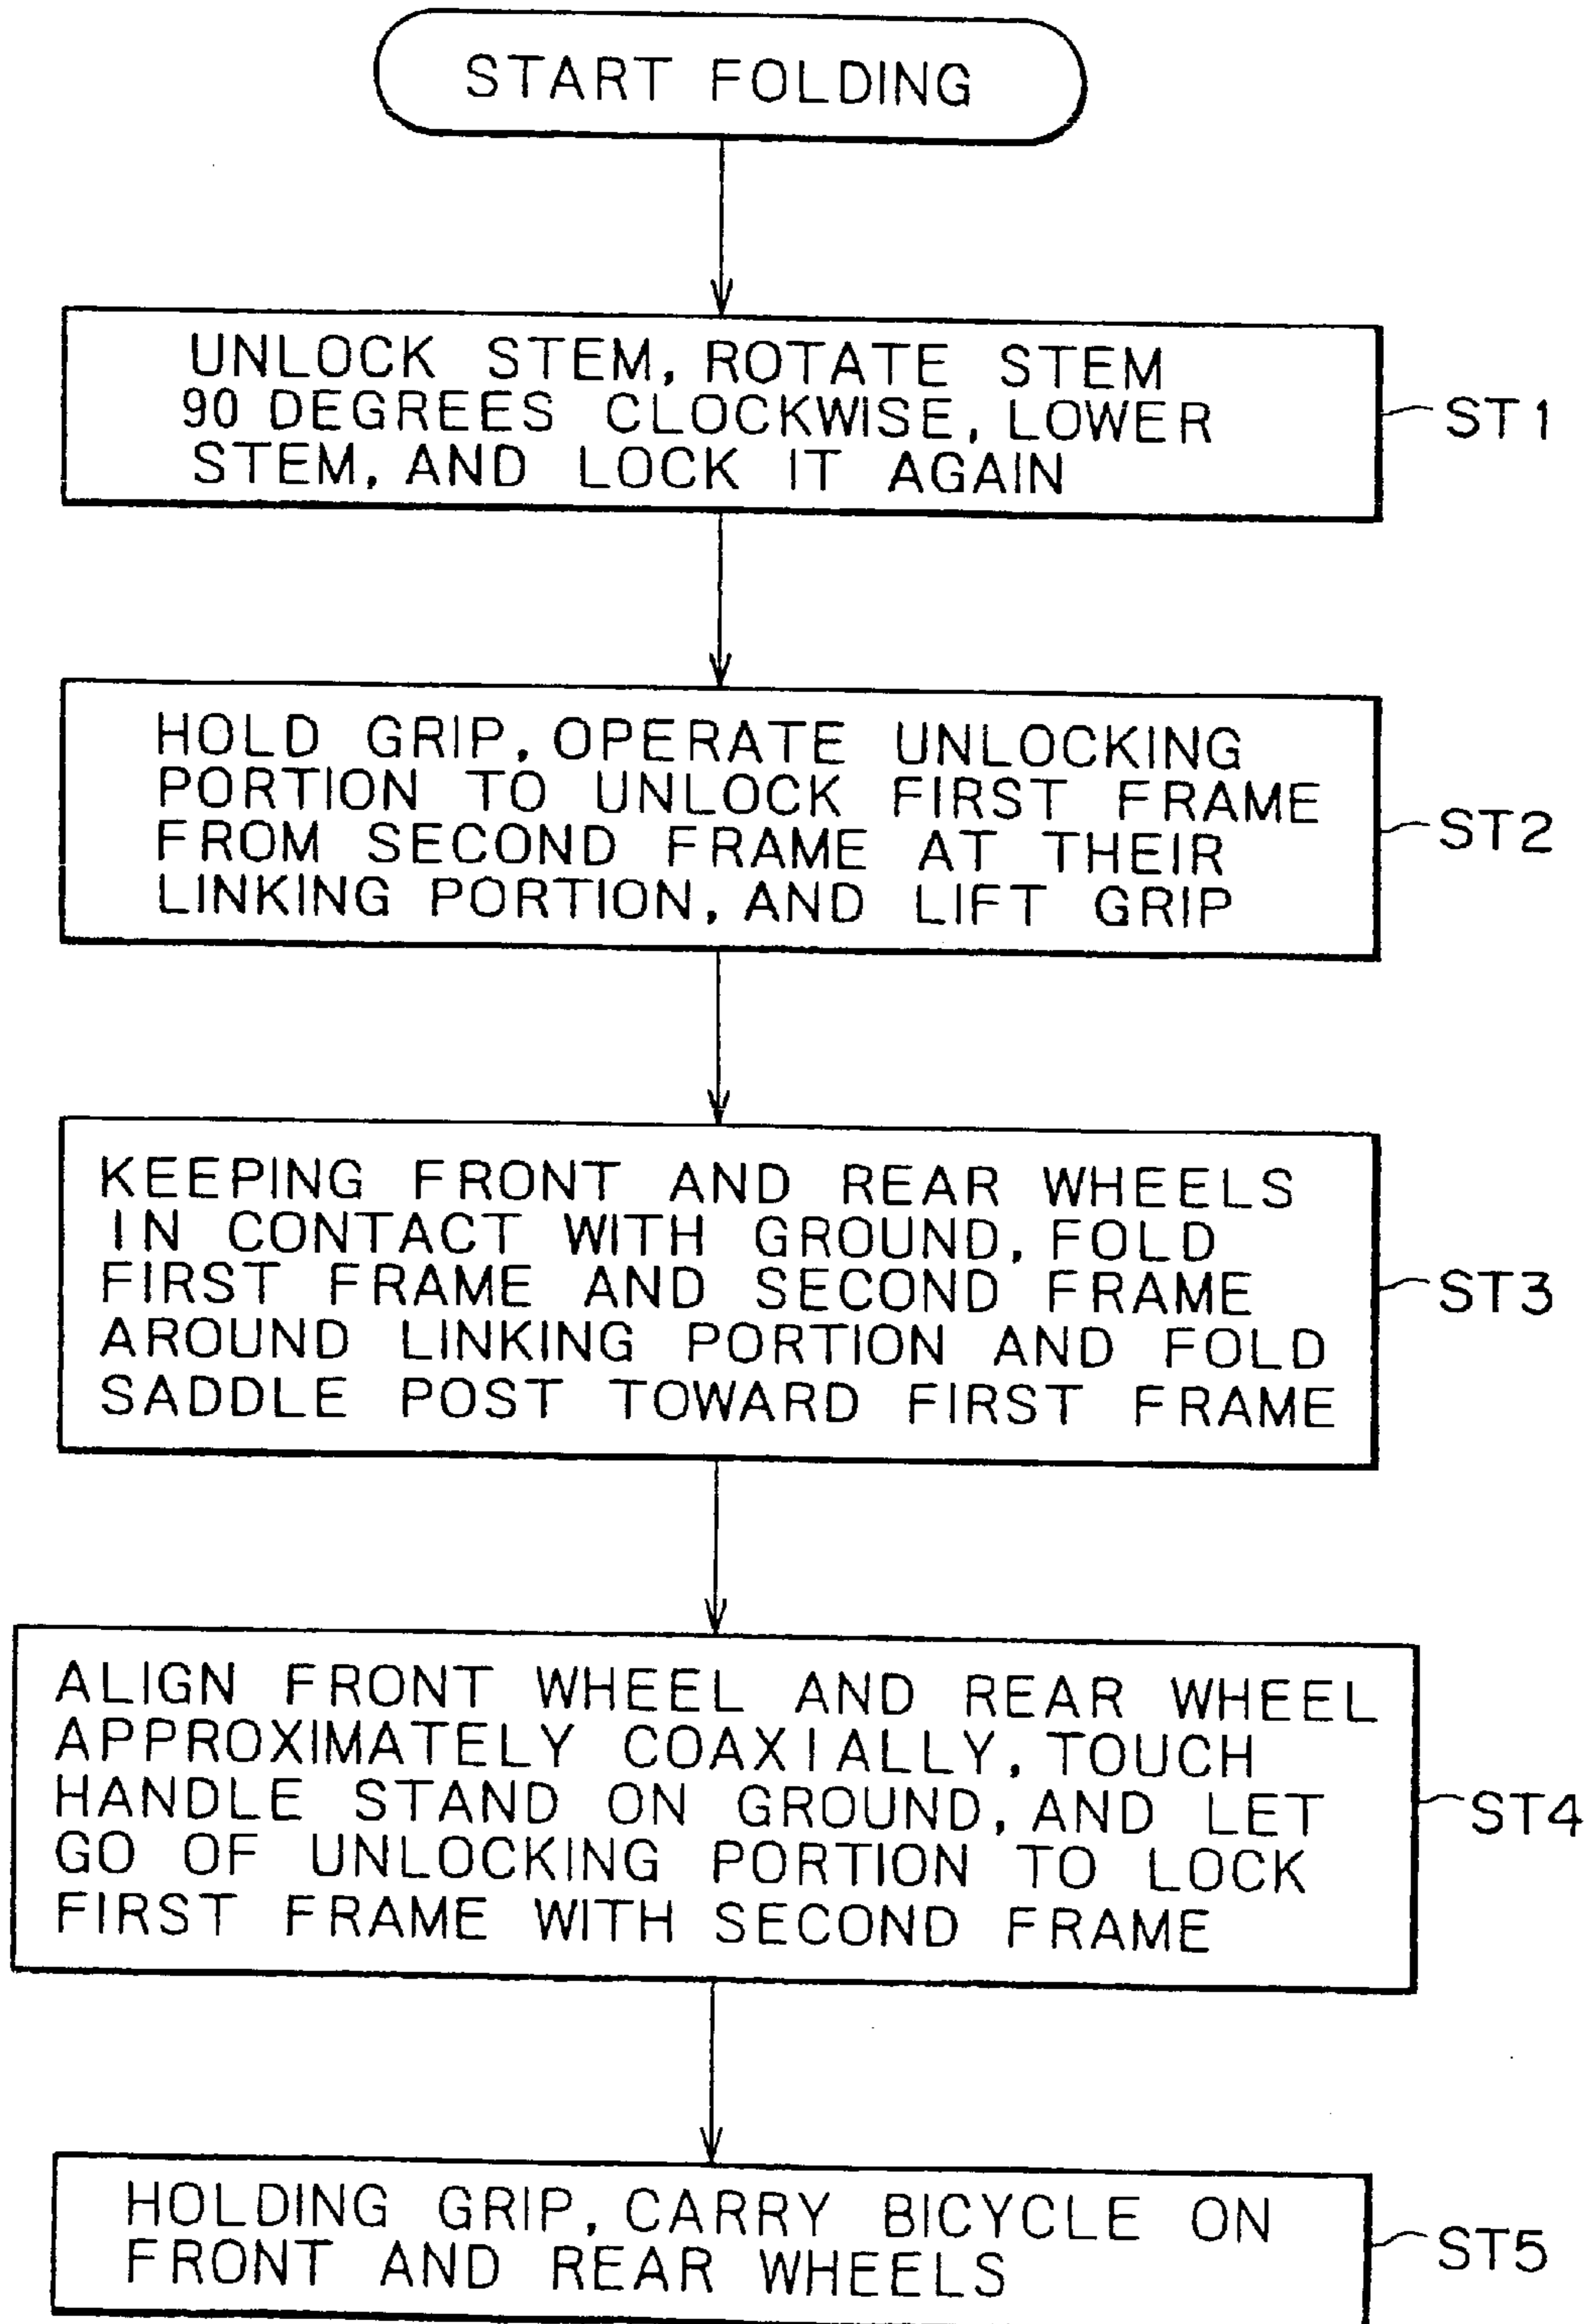 START FOLDING
UNLOCK STEM, ROTATE STEM
90 DEGREES CLOCKWISE, LOWER
STEM, AND LOCK IT AGAIN
ST1
HOLD GRIP, OPERATE UNLOCKING
PORTION TO UNLOCK FIRST FRAME
FROM SECOND FRAME AT THEIR
LINKING PORTION, AND LIFT GRIP
ST2
KEEPING FRONT AND REAR WHEELS
IN CONTACT WITH GROUND, FOLD
FIRST FRAME AND SECOND FRAME
AROUND LINKING PORTION AND FOLD
SADDLE POST TOWARD FIRST FRAME
ST3
ALIGN FRONT WHEEL AND REAR WHEEL
APPROXIMATELY COAXIALLY, TOUCH
HANDLE STAND ON GROUND, AND LET
GO OF UNLOCKING PORTION TO LOCK
FIRST FRAME WITH SECOND FRAME
ST4
HOLDING GRIP, CARRY BICYCLE ON
FRONT AND REAR WHEELS
ST5